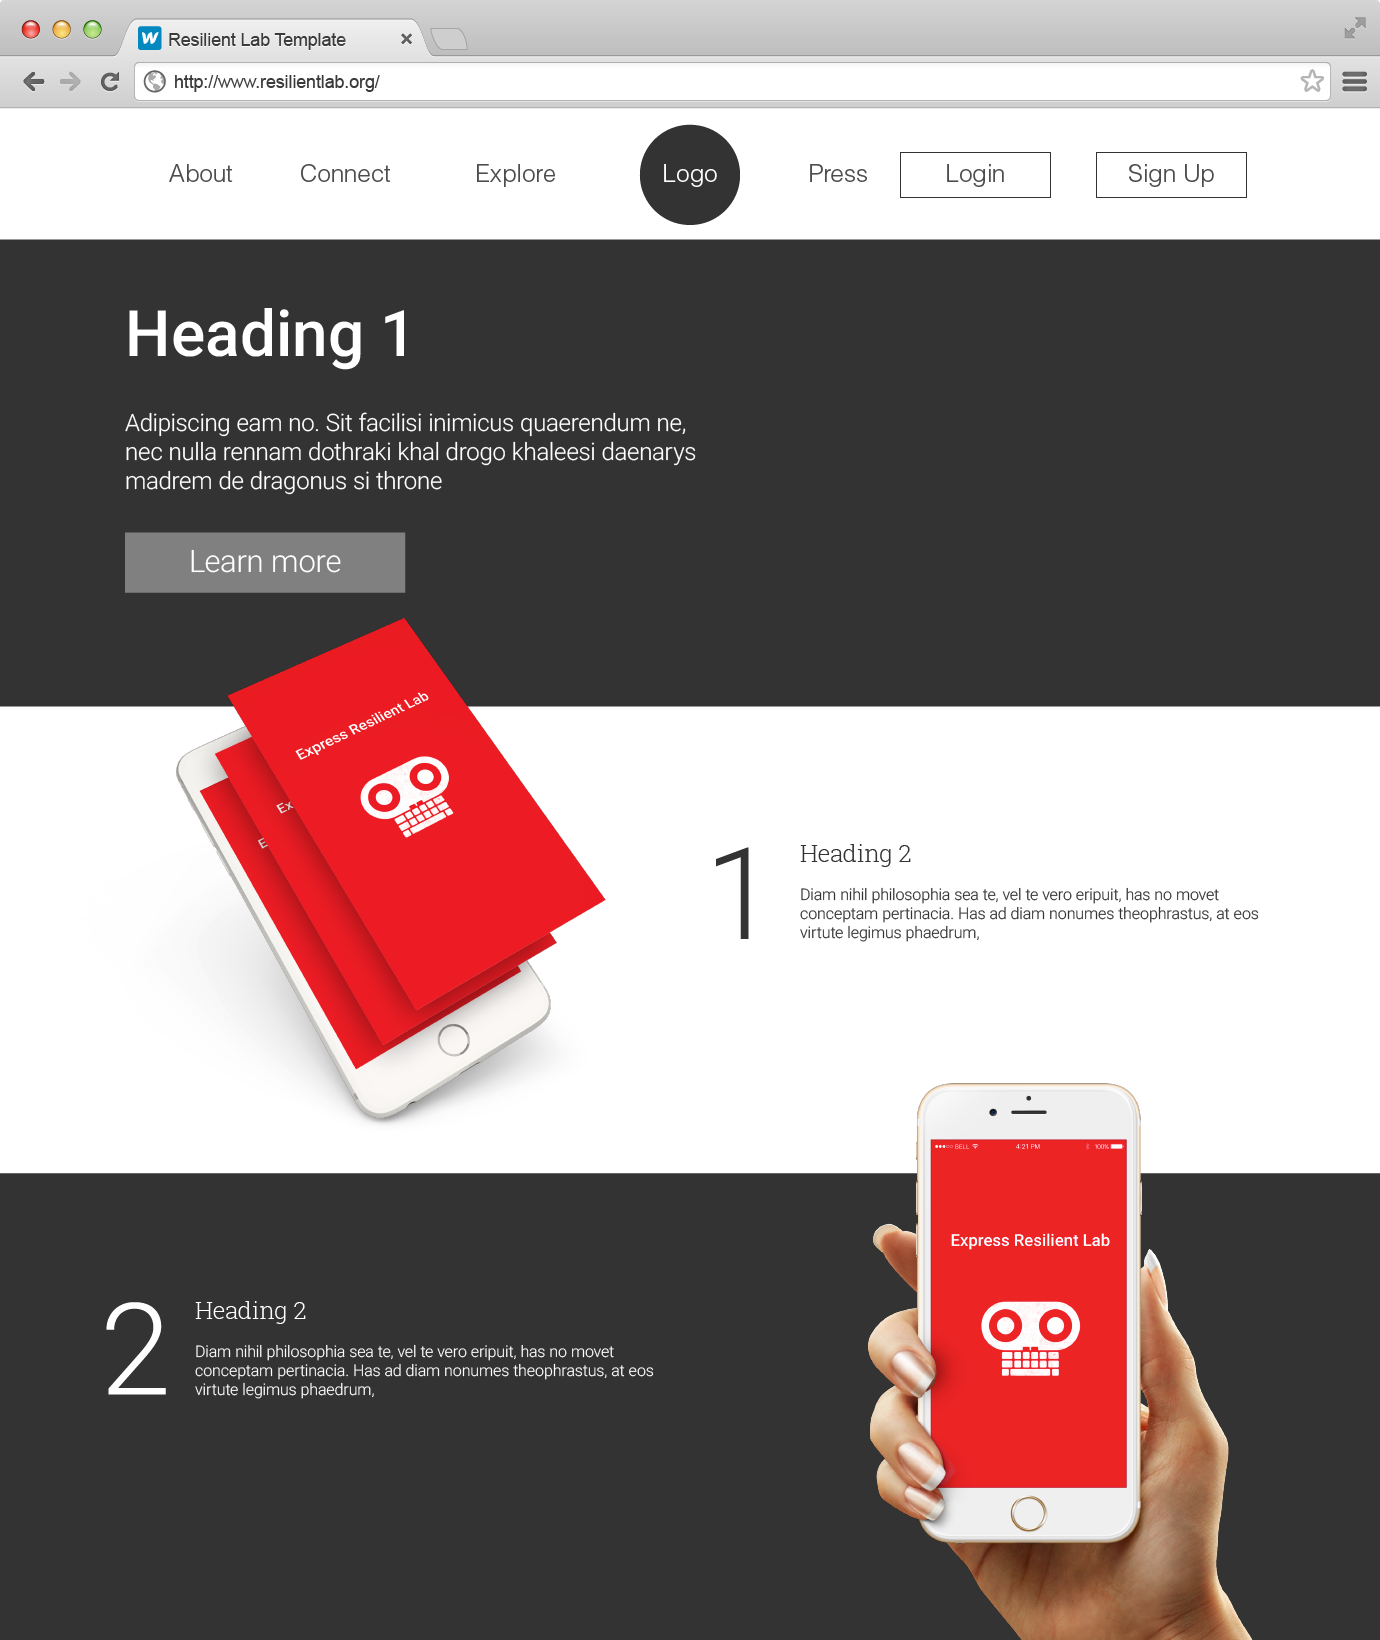 Resilient Lab Template
http://www.resilientlab.org/
About
Connect
Explore
Logo
Press
Login
Sign Up
Heading 1
Adipiscing eam no. Sit facilisi inimicus quaerendum ne,
nec nulla rennam dothraki khal drogo khaleesi daenarys
madrem de dragonus si throne
Learn more
Express Resilient Lab
Ex
E
1
Heading 2
Diam nihil philosophia sea te, vel te vero eripuit, has no movet
conceptam pertinacia. Has ad diam nonumes theophrastus, at eos
virtute legimus phaedrum,
BELL 4:21 PM 100%
Express Resilient Lab
2
Heading 2
Diam nihil philosophia sea te, vel te vero eripuit, has no movet
conceptam pertinacia. Has ad diam nonumes theophrastus, at eos
virtute legimus phaedrum,